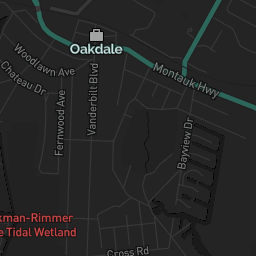 Oakdale
Woodlawn Ave
Chateau Dr
Montauk Hwy
Fernwood Ave
Vanderbilt Blvd
Bayview Dr
kman-Rimmer
e Tidal Wetland
Cross Rd